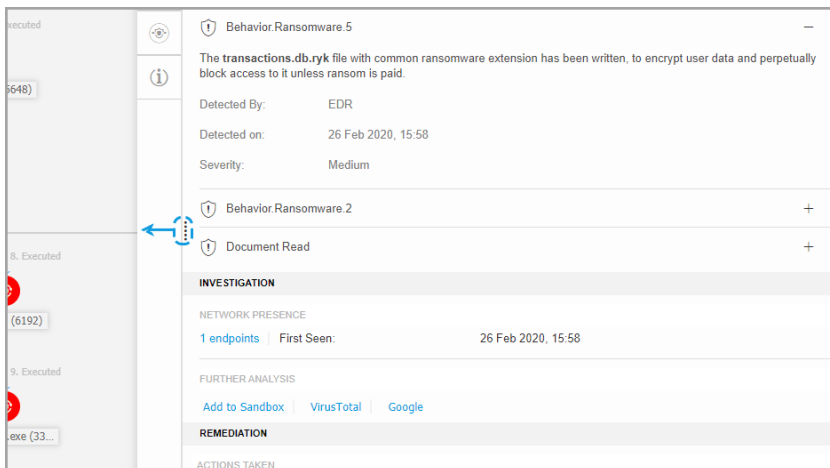 xecuted
5648)
8. Executed
(6192)
9. Executed
.exe (33...
Behavior.Ransomware.5
The transactions.db.ryk file with common ransomware extension has been written, to encrypt user data and perpetually
block access to it unless ransom is paid.
Detected By: EDR
Detected on: 26 Feb 2020, 15:58
Severity: Medium
Behavior.Ransomware.2
Document Read
INVESTIGATION
NETWORK PRESENCE
1 endpoints First Seen: 26 Feb 2020, 15:58
FURTHER ANALYSIS
Add to Sandbox VirusTotal Google
REMEDIATION
ACTIONS TAKEN